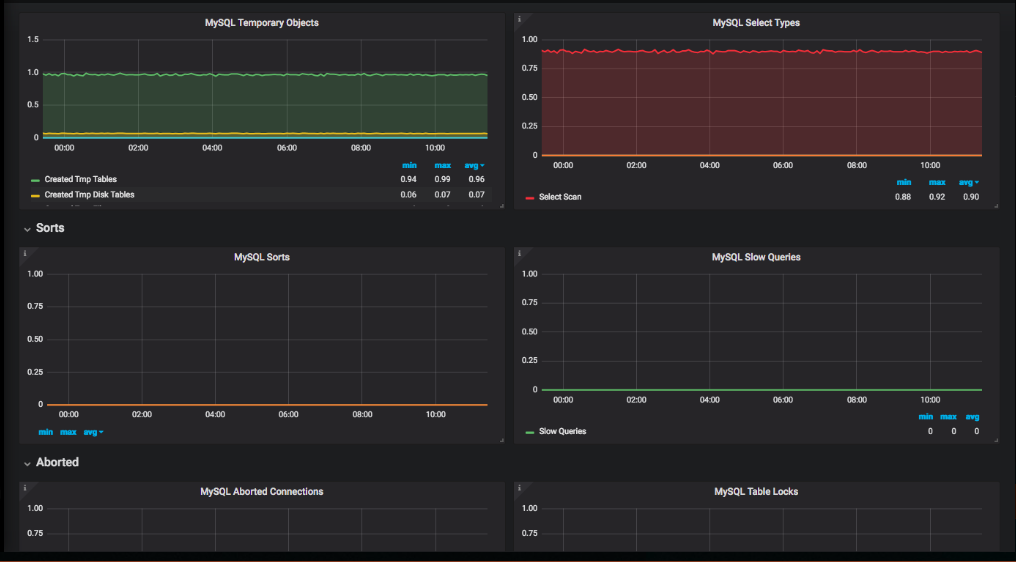 MySQL Temporary Objects
1.5
1.0
0.5
0
00:00 02:00 04:00 06:00 08:00 10:00
min max avg
Created Tmp Tables 0.94 0.99 0.96
Created Tmp Disk Tables 0.06 0.07 0.07
i
MySQL Select Types
1.00
0.75
0.50
0.25
0
00:00 02:00 04:00 06:00 08:00 10:00
min max avg
Select Scan 0.88 0.92 0.90
Sorts
i
MySQL Sorts
1.00
0.75
0.50
0.25
0
00:00 02:00 04:00 06:00 08:00 10:00
min max avg
i
MySQL Slow Queries
1.00
0.75
0.50
0.25
0
00:00 02:00 04:00 06:00 08:00 10:00
min max avg
Slow Queries 0 0 0
Aborted
i
MySQL Aborted Connections
1.00
0.75
i
MySQL Table Locks
1.00
0.75